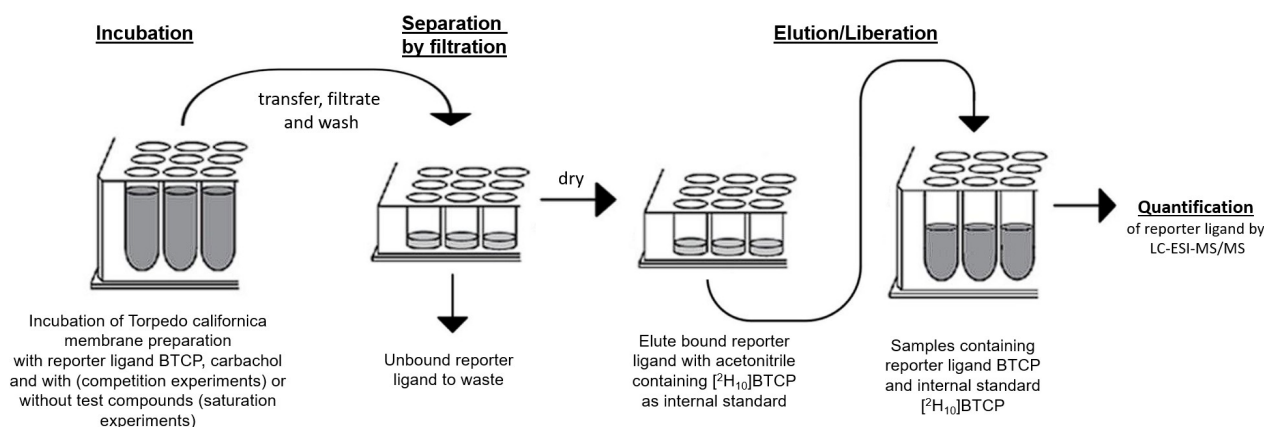 Incubation
Separation
by filtration
Elution/Liberation
transfer, filtrate
and wash
dry
Quantification
of reporter ligand by
LC-ESI-MS/MS
Incubation of Torpedo californica
membrane preparation
with reporter ligand BTCP, carbachol
and with (competition experiments) or
without test compounds (saturation
experiments)
Unbound reporter
ligand to waste
Elute bound reporter
ligand with acetonitrile
containing [²H₁₀]BTCP
as internal standard
Samples containing
reporter ligand BTCP
and internal standard
[²H₁₀]BTCP